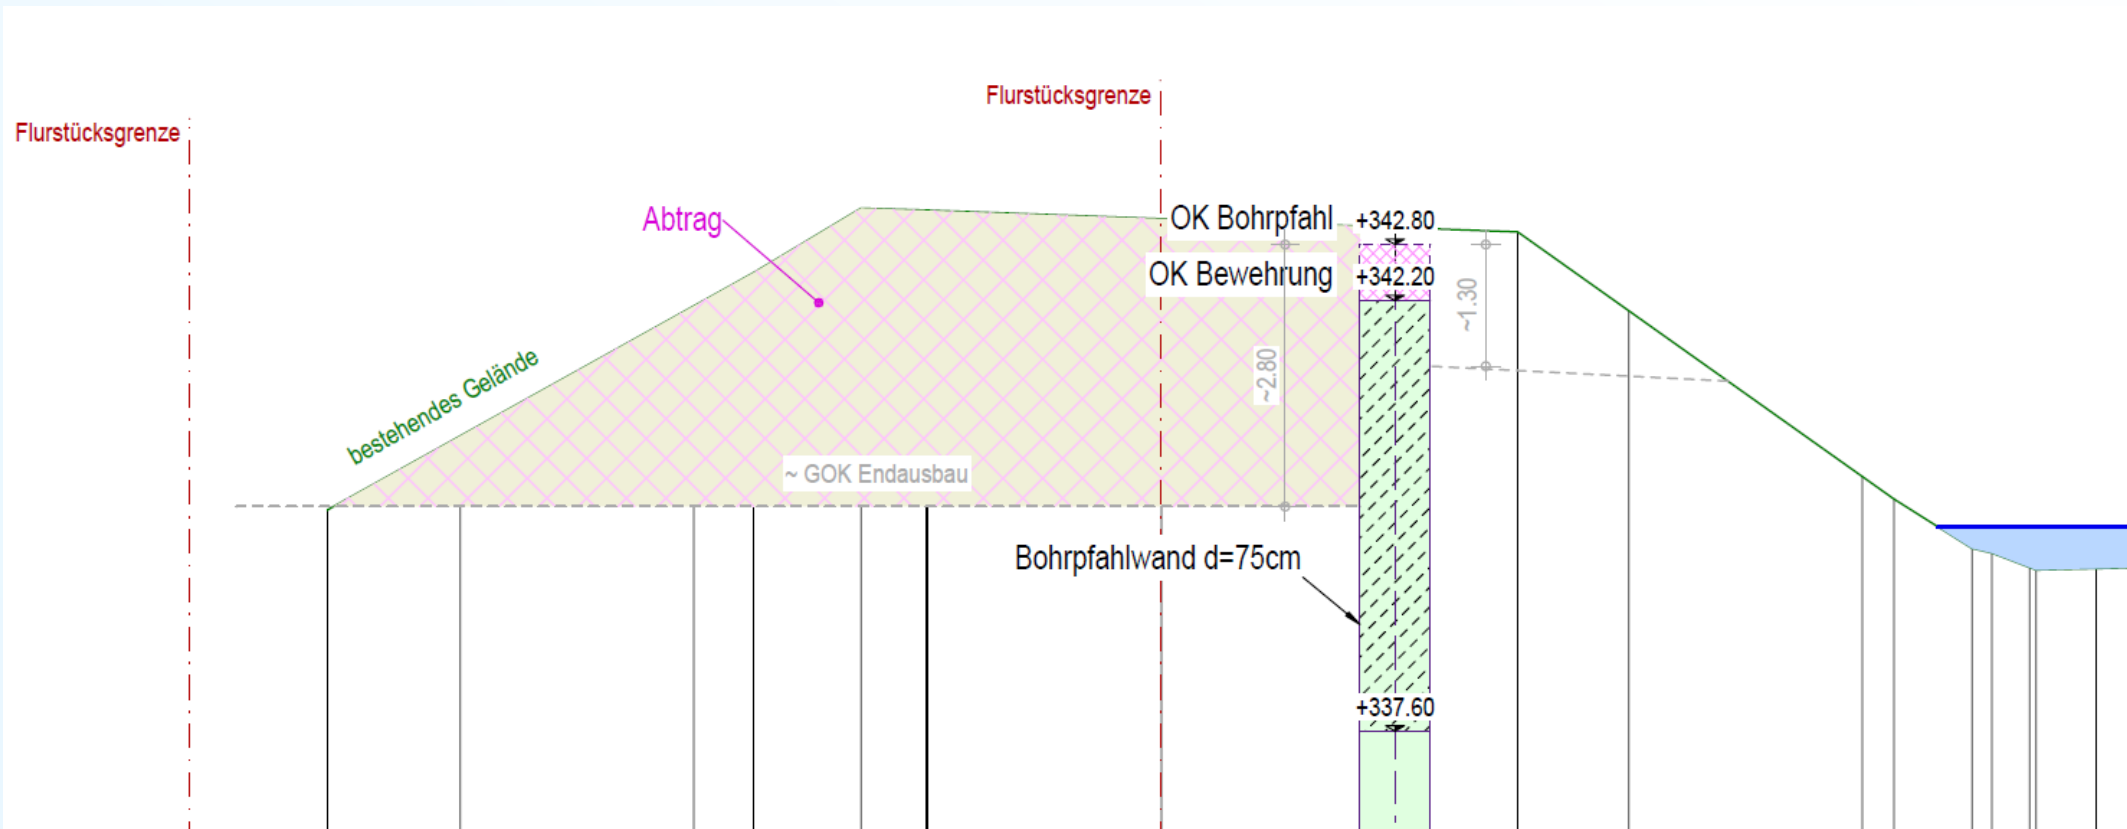 Flurstücksgrenze
Flurstücksgrenze
Abtrag
OK Bohrpfahl +342.80
OK Bewehrung +342.20
~1.30
~2.80
bestehendes Gelände
~ GOK Endausbau
Bohrpfahlwand d=75cm
+337.60